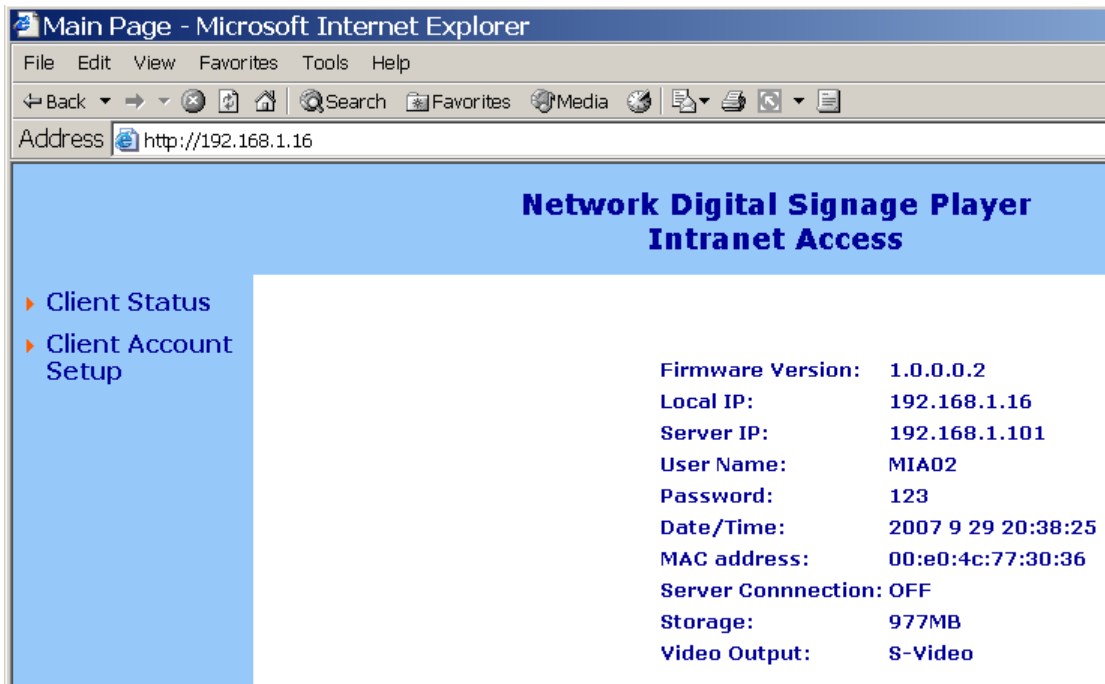 Main Page - Microsoft Internet Explorer
File Edit View Favorites Tools Help
Back Search Favorites Media
Address http://192.168.1.16
Network Digital Signage Player
Intranet Access
Client Status
Client Account
Setup
Firmware Version: 1.0.0.0.2
Local IP: 192.168.1.16
Server IP: 192.168.1.101
User Name: MIA02
Password: 123
Date/Time: 2007 9 29 20:38:25
MAC address: 00:e0:4c:77:30:36
Server Connnection: OFF
Storage: 977MB
Video Output: S-Video